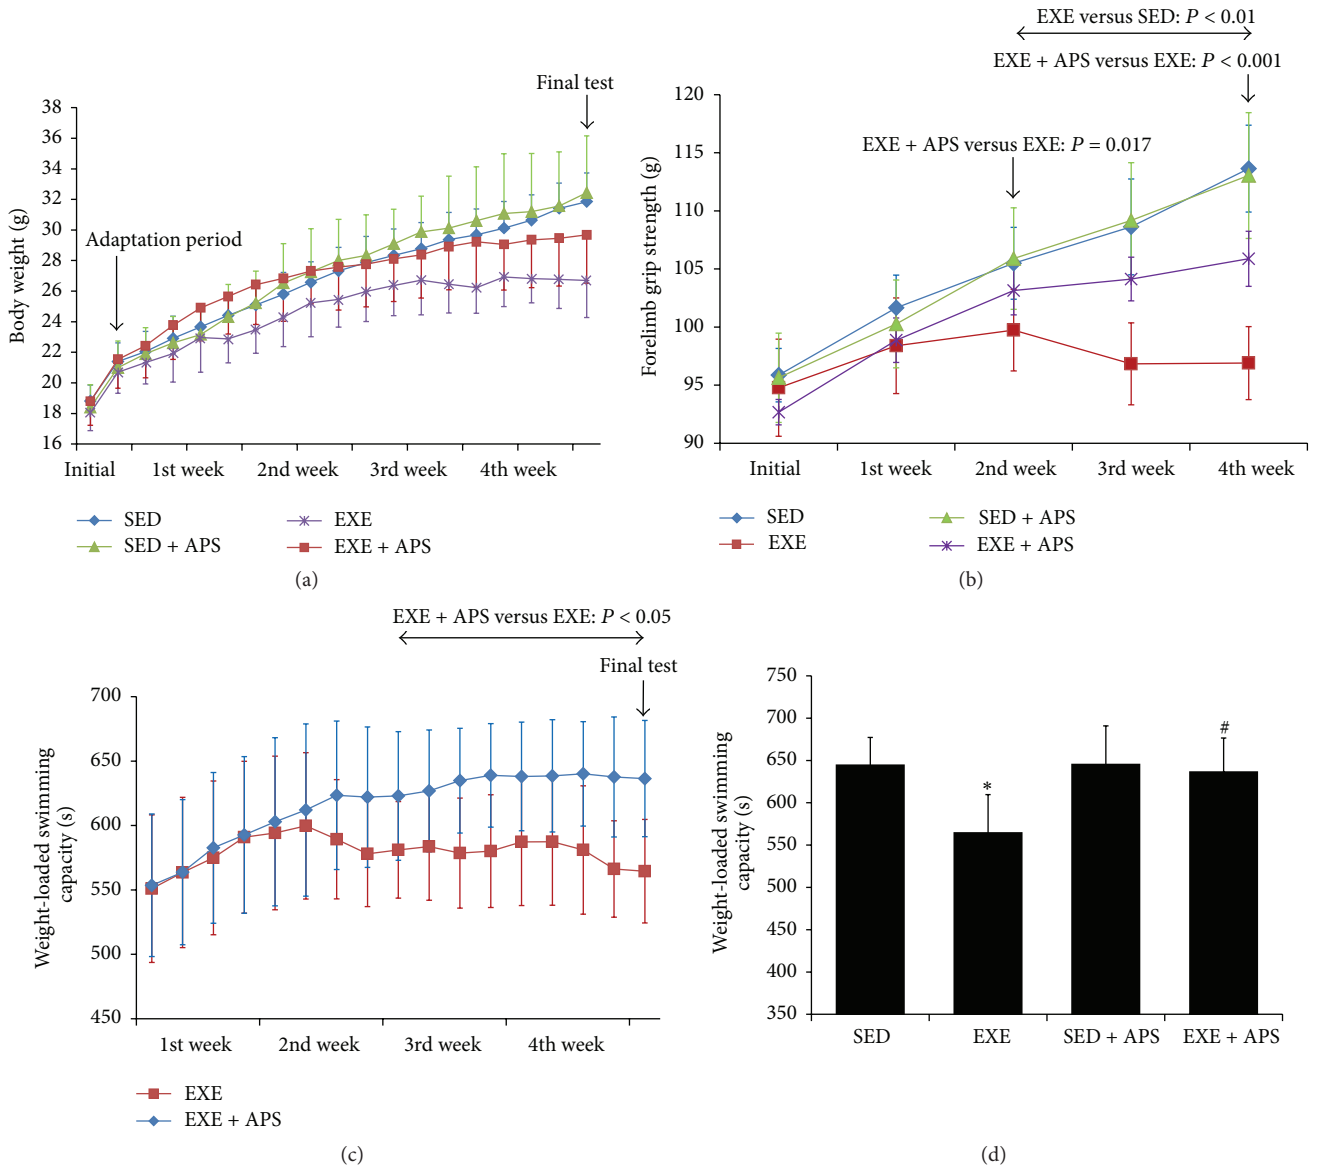 Final test
38
36
34
32
30
28
26
24
22
20
18
16
Body weight (g)
Adaptation period
Initial 1st week 2nd week 3rd week 4th week
SED EXE
SED + APS EXE + APS
(a)
EXE versus SED: P < 0.01
EXE + APS versus EXE: P < 0.001
EXE + APS versus EXE: P = 0.017
120
115
110
105
100
95
90
Forelimb grip strength (g)
Initial 1st week 2nd week 3rd week 4th week
SED SED + APS
EXE EXE + APS
(b)
EXE + APS versus EXE: P < 0.05
Final test
700
650
600
550
500
450
Weight-loaded swimming
capacity (s)
1st week 2nd week 3rd week 4th week
EXE
EXE + APS
(c)
750
700
650
600
550
500
450
400
350
Weight-loaded swimming
capacity (s)
*
#
SED EXE SED + APS EXE + APS
(d)